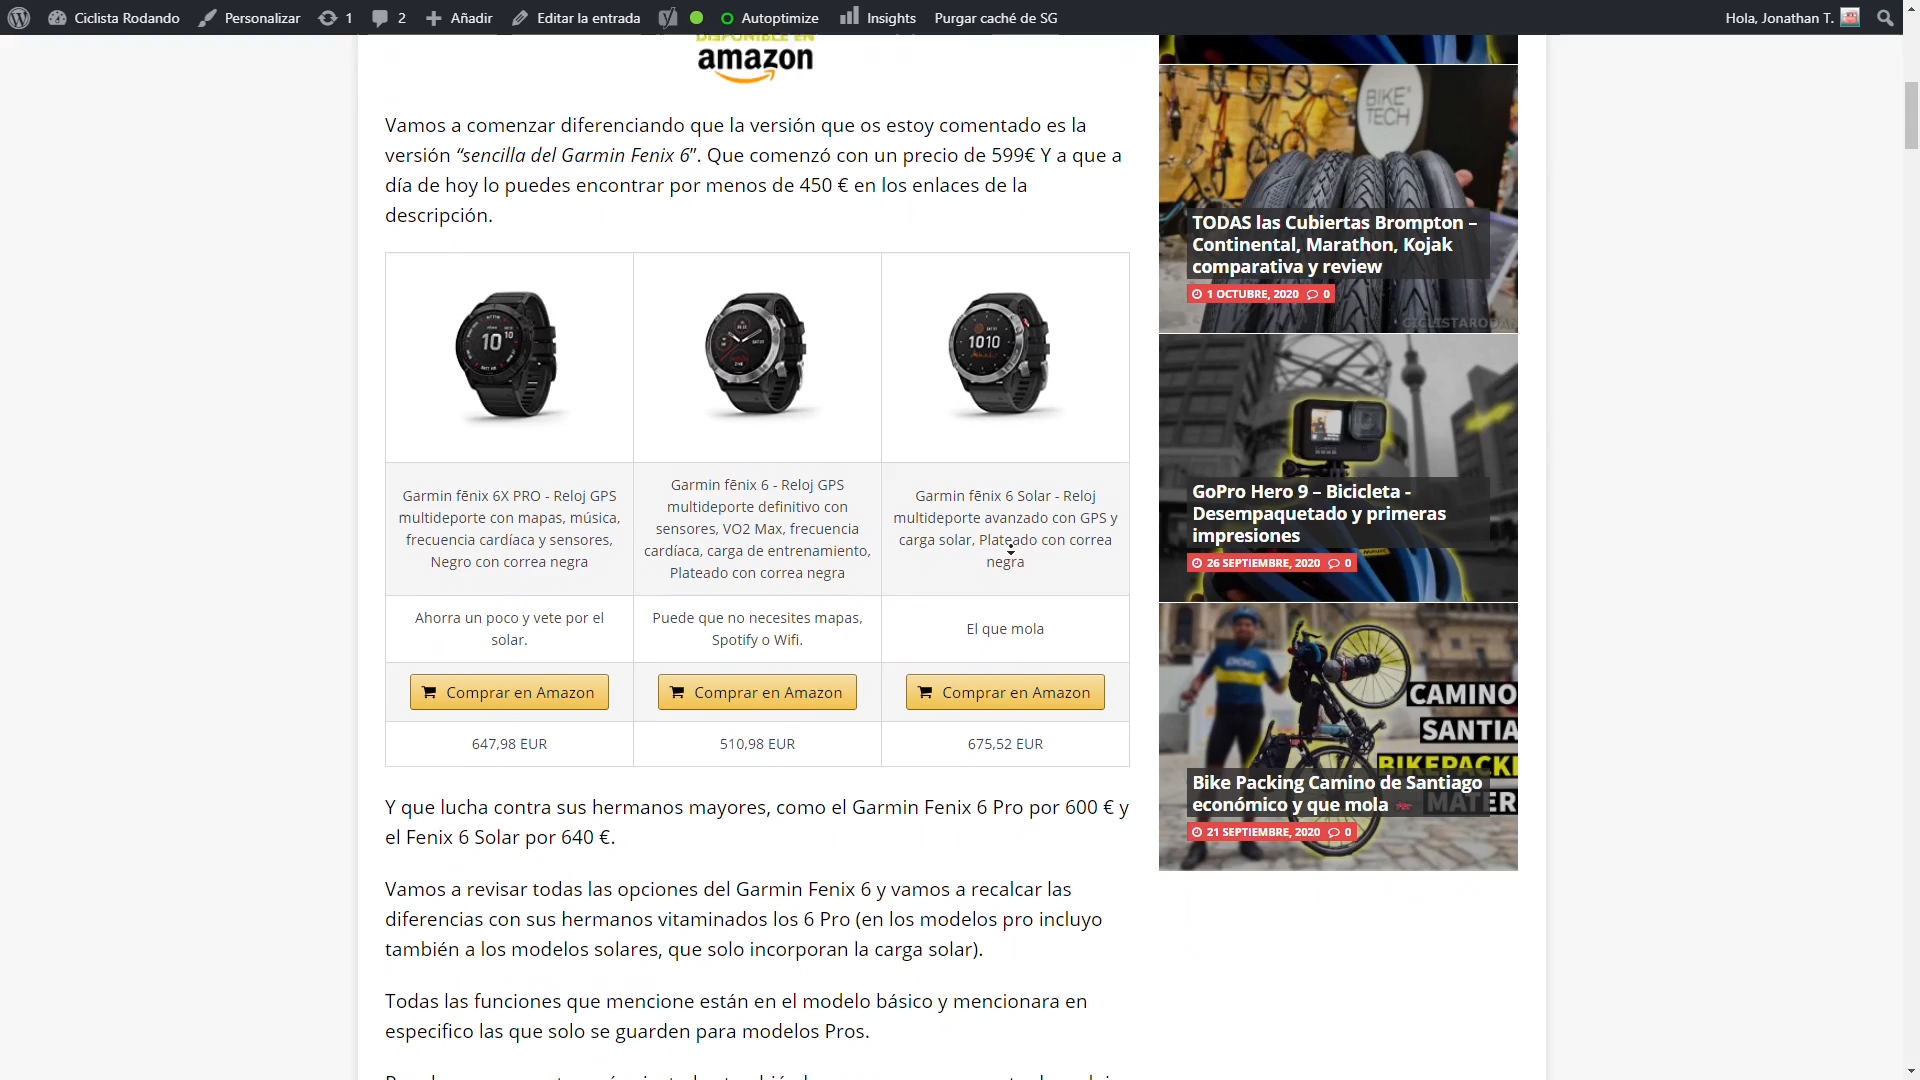 Ciclista Rodando Personalizar 1 2 Añadir Editar la entrada Autoptimize Insights Purgar caché de SG Hola, Jonathan T.
DISPONIBLE EN
amazon
Vamos a comenzar diferenciando que la versión que os estoy comentado es la
versión “sencilla del Garmin Fenix 6”. Que comenzó con un precio de 599€ Y a que a
día de hoy lo puedes encontrar por menos de 450 € en los enlaces de la
descripción.
Garmin fēnix 6X PRO - Reloj GPS
multideporte con mapas, música,
frecuencia cardíaca y sensores,
Negro con correa negra
Garmin fēnix 6 - Reloj GPS
multideporte definitivo con
sensores, VO2 Max, frecuencia
cardíaca, carga de entrenamiento,
Plateado con correa negra
Garmin fēnix 6 Solar - Reloj
multideporte avanzado con GPS y
carga solar, Plateado con correa
negra
Ahorra un poco y vete por el
solar.
Puede que no necesites mapas,
Spotify o Wifi.
El que mola
Comprar en Amazon
Comprar en Amazon
Comprar en Amazon
647,98 EUR
510,98 EUR
675,52 EUR
Y que lucha contra sus hermanos mayores, como el Garmin Fenix 6 Pro por 600 € y
el Fenix 6 Solar por 640 €.
Vamos a revisar todas las opciones del Garmin Fenix 6 y vamos a recalcar las
diferencias con sus hermanos vitaminados los 6 Pro (en los modelos pro incluyo
también a los modelos solares, que solo incorporan la carga solar).
Todas las funciones que mencione están en el modelo básico y mencionara en
especifico las que solo se guarden para modelos Pros.
BIKE
TECH
TODAS las Cubiertas Brompton –
Continental, Marathon, Kojak
comparativa y review
1 OCTUBRE, 2020 0
GoPro Hero 9 – Bicicleta -
Desempaquetado y primeras
impresiones
26 SEPTIEMBRE, 2020 0
CAMINO
SANTIA
BIKEPACKI
MATER
Bike Packing Camino de Santiago
económico y que mola
21 SEPTIEMBRE, 2020 0